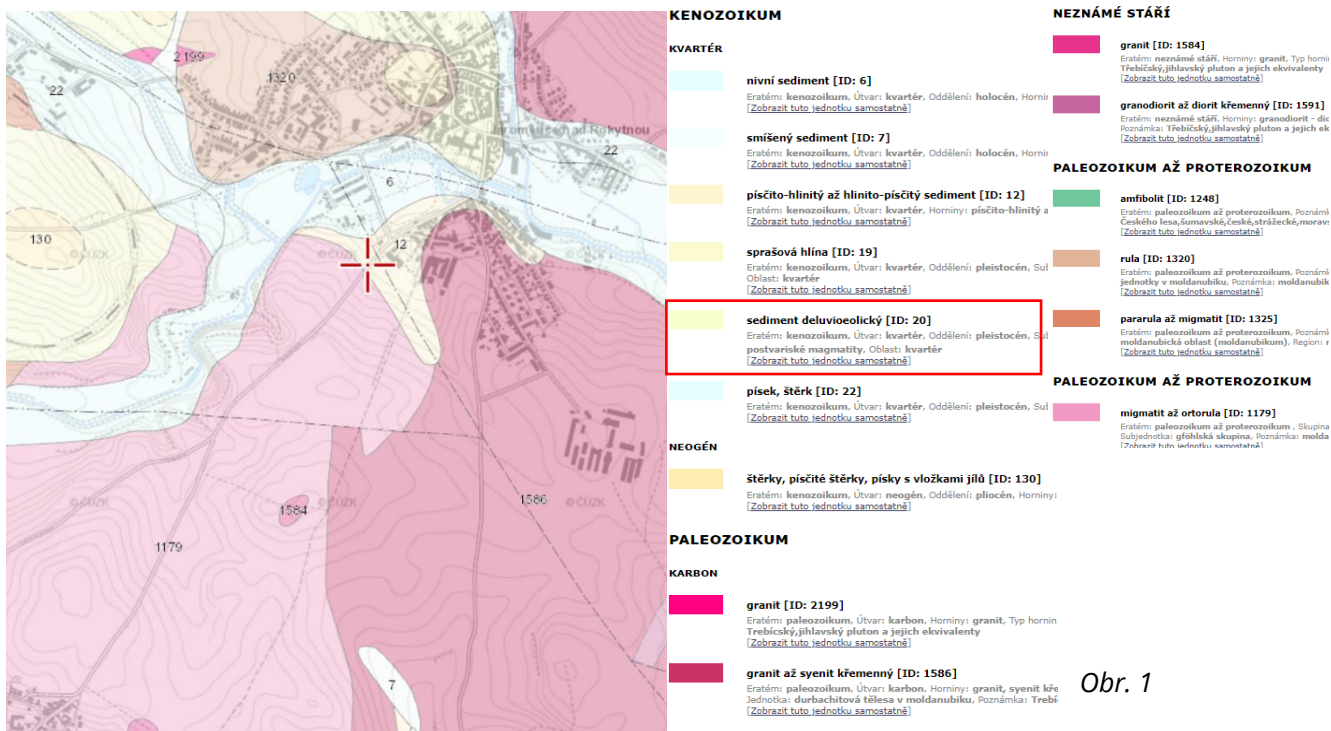 2199
1320
22
Jaroměřice nad Rokytnou
Rokytná
22
6
130
12
© ČÚZK
© ČÚZK
© ČÚZK
© ČÚZK
© ČÚZK
1584
1586
1179
7
KENOZOIKUM
KVARTÉR
nivní sediment [ID: 6]
Eratém: kenozoikum, Útvar: kvartér, Oddělení: holocén, Hornin
[Zobrazit tuto jednotku samostatně]
smíšený sediment [ID: 7]
Eratém: kenozoikum, Útvar: kvartér, Oddělení: holocén, Hornin
[Zobrazit tuto jednotku samostatně]
písčito-hlinitý až hlinito-písčitý sediment [ID: 12]
Eratém: kenozoikum, Útvar: kvartér, Horniny: písčito-hlinitý a
[Zobrazit tuto jednotku samostatně]
sprašová hlína [ID: 19]
Eratém: kenozoikum, Útvar: kvartér, Oddělení: pleistocén, Sub
Oblast: kvartér
[Zobrazit tuto jednotku samostatně]
sediment deluvioeolický [ID: 20]
Eratém: kenozoikum, Útvar: kvartér, Oddělení: pleistocén, Sub
postvariské magmatity, Oblast: kvartér
[Zobrazit tuto jednotku samostatně]
písek, štěrk [ID: 22]
Eratém: kenozoikum, Útvar: kvartér, Oddělení: pleistocén, Sub
[Zobrazit tuto jednotku samostatně]
NEOGÉN
štěrky, písčité štěrky, písky s vložkami jílů [ID: 130]
Eratém: kenozoikum, Útvar: neogén, Oddělení: pliocén, Horniny:
[Zobrazit tuto jednotku samostatně]
PALEOZOIKUM
KARBON
granit [ID: 2199]
Eratém: paleozoikum, Útvar: karbon, Horniny: granit, Typ hornin
Trebícský,jihlavský pluton a jejich ekvivalenty
[Zobrazit tuto jednotku samostatně]
granit až syenit křemenný [ID: 1586]
Eratém: paleozoikum, Útvar: karbon, Horniny: granit, syenit kře
Jednotka: durbachitová tělesa v moldanubiku, Poznámka: Trebí
[Zobrazit tuto jednotku samostatně]
NEZNÁMÉ STÁŘÍ
granit [ID: 1584]
Eratém: neznámé stáří, Horniny: granit, Typ hornin
Třebíčský,jihlavský pluton a jejich ekvivalenty
[Zobrazit tuto jednotku samostatně]
granodiorit až diorit křemenný [ID: 1591]
Eratém: neznámé stáří, Horniny: granodiorit - dio
Poznámka: Třebíčský,jihlavský pluton a jejich ek
[Zobrazit tuto jednotku samostatně]
PALEOZOIKUM AŽ PROTEROZOIKUM
amfibolit [ID: 1248]
Eratém: paleozoikum až proterozoikum, Poznámk
Českého lesa,šumavské,české,strážecké,moravs
[Zobrazit tuto jednotku samostatně]
rula [ID: 1320]
Eratém: paleozoikum až proterozoikum, Poznámk
jednotky v moldanubiku. Poznámka: moldanubik
[Zobrazit tuto jednotku samostatně]
pararula až migmatit [ID: 1325]
Eratém: paleozoikum až proterozoikum, Poznámk
moldanubická oblast (moldanubikum), Region: m
[Zobrazit tuto jednotku samostatně]
PALEOZOIKUM AŽ PROTEROZOIKUM
migmatit až ortorula [ID: 1179]
Eratém: paleozoikum až proterozoikum , Skupina
Subjednotka: gföhlská skupina, Poznámka: molda
[Zobrazit tuto jednotku samostatně]
Obr. 1